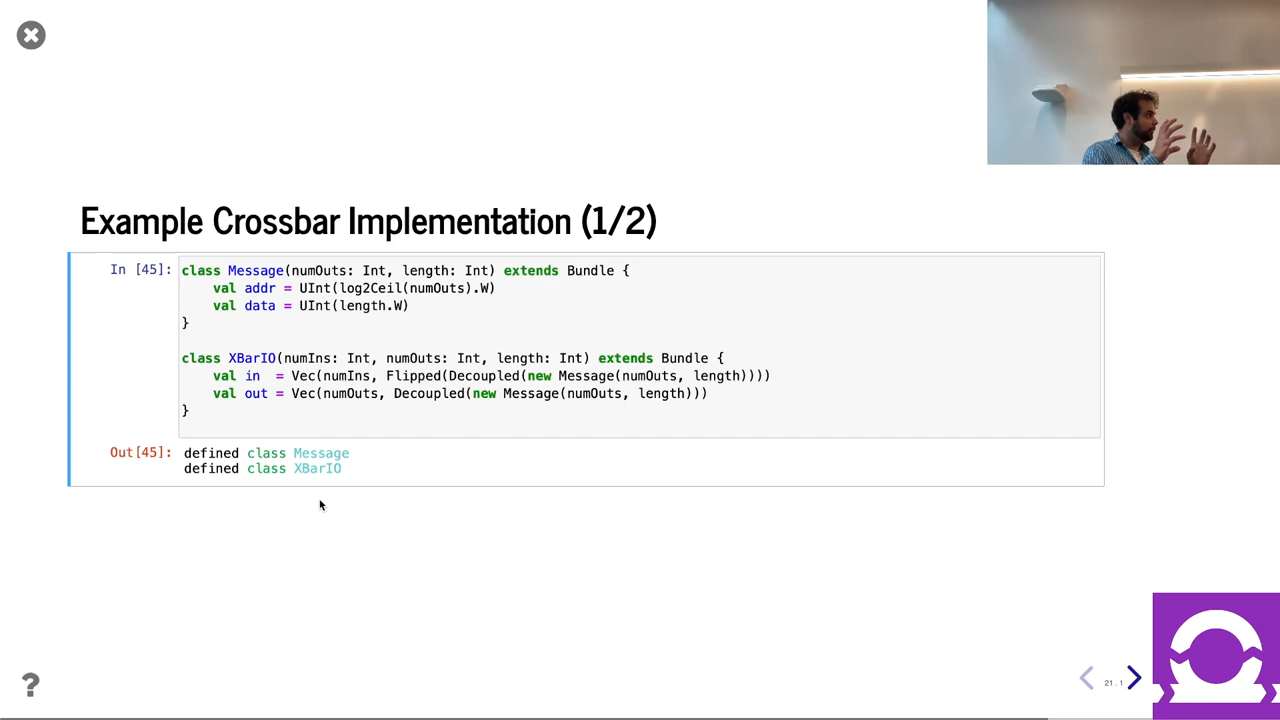 Example Crossbar Implementation (1/2)
In [45]:
class Message(numOuts: Int, length: Int) extends Bundle {
    val addr = UInt(log2Ceil(numOuts).W)
    val data = UInt(length.W)
}
class XBarIO(numIns: Int, numOuts: Int, length: Int) extends Bundle {
    val in  = Vec(numIns, Flipped(Decoupled(new Message(numOuts, length))))
    val out = Vec(numOuts, Decoupled(new Message(numOuts, length)))
}
Out[45]:
defined class Message
defined class XBarIO
?
21.1